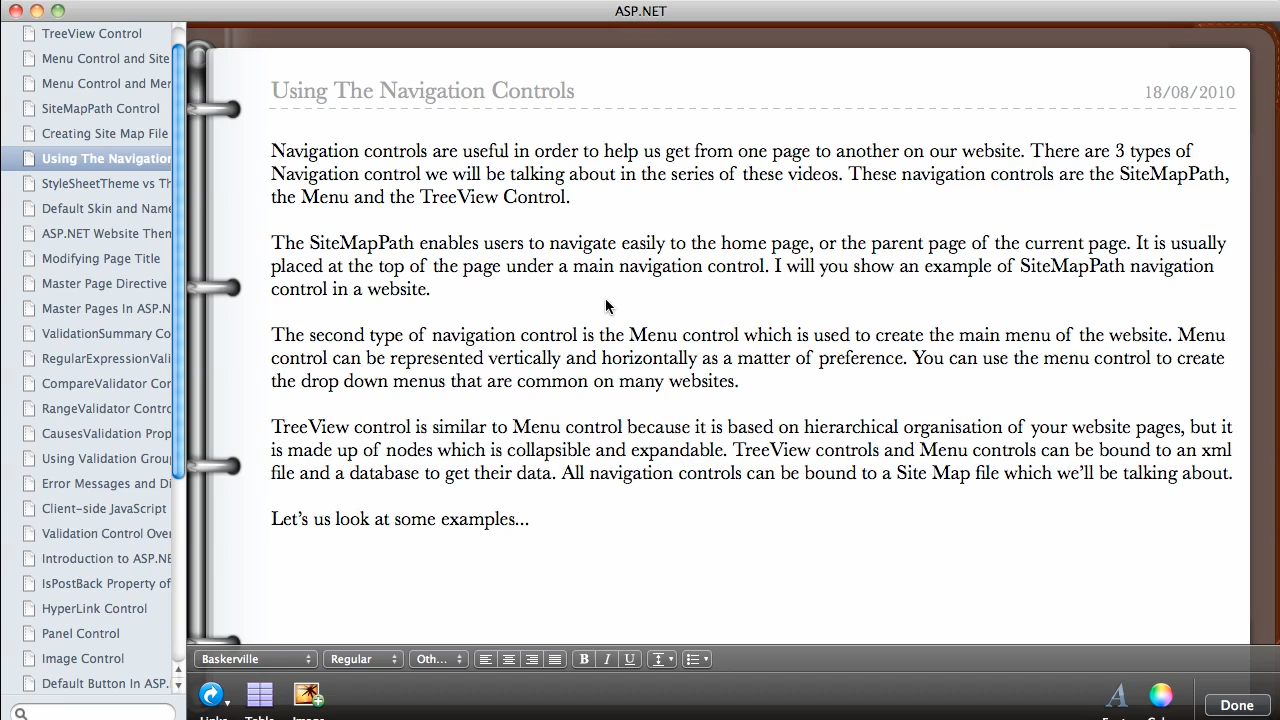 ASP.NET
TreeView Control
Menu Control and Site
Menu Control and Mer
SiteMapPath Control
Creating Site Map File
Using The Navigation
StyleSheetTheme vs Th
Default Skin and Name
ASP.NET Website Then
Modifying Page Title
Master Page Directive
Master Pages In ASP.N
ValidationSummary Co
RegularExpressionVali
CompareValidator Cor
RangeValidator Contro
CausesValidation Prop
Using Validation Group
Error Messages and Di
Client-side JavaScript
Validation Control Over
Introduction to ASP.NE
IsPostBack Property of
HyperLink Control
Panel Control
Image Control
Default Button In ASP.
Using The Navigation Controls
18/08/2010
Navigation controls are useful in order to help us get from one page to another on our website. There are 3 types of
Navigation control we will be talking about in the series of these videos. These navigation controls are the SiteMapPath,
the Menu and the TreeView Control.
The SiteMapPath enables users to navigate easily to the home page, or the parent page of the current page. It is usually
placed at the top of the page under a main navigation control. I will you show an example of SiteMapPath navigation
control in a website.
The second type of navigation control is the Menu control which is used to create the main menu of the website. Menu
control can be represented vertically and horizontally as a matter of preference. You can use the menu control to create
the drop down menus that are common on many websites.
TreeView control is similar to Menu control because it is based on hierarchical organisation of your website pages, but it
is made up of nodes which is collapsible and expandable. TreeView controls and Menu controls can be bound to an xml
file and a database to get their data. All navigation controls can be bound to a Site Map file which we'll be talking about.
Let's us look at some examples...
Baskerville Regular Oth... B I U
Links Table Image
Done